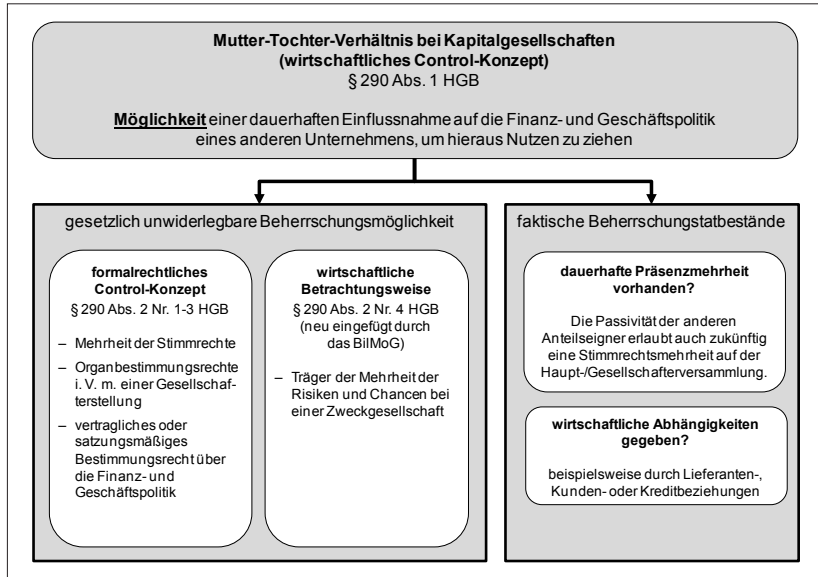 Mutter-Tochter-Verhältnis bei Kapitalgesellschaften
(wirtschaftliches Control-Konzept)
§ 290 Abs. 1 HGB
Möglichkeit einer dauerhaften Einflussnahme auf die Finanz- und Geschäftspolitik
eines anderen Unternehmens, um hieraus Nutzen zu ziehen
gesetzlich unwiderlegbare Beherrschungsmöglichkeit
formalrechtliches
Control-Konzept
§ 290 Abs. 2 Nr. 1-3 HGB
– Mehrheit der Stimmrechte
– Organbestimmungsrechte
i. V. m. einer Gesellschaf-
terstellung
– vertragliches oder
satzungsmäßiges
Bestimmungsrecht über
die Finanz- und
Geschäftspolitik
wirtschaftliche
Betrachtungsweise
§ 290 Abs. 2 Nr. 4 HGB
(neu eingefügt durch
das BilMoG)
– Träger der Mehrheit der
Risiken und Chancen bei
einer Zweckgesellschaft
faktische Beherrschungstatbestände
dauerhafte Präsenzmehrheit
vorhanden?
Die Passivität der anderen
Anteilseigner erlaubt auch zukünftig
eine Stimmrechtsmehrheit auf der
Haupt-/Gesellschafterversammlung.
wirtschaftliche Abhängigkeiten
gegeben?
beispielsweise durch Lieferanten-,
Kunden- oder Kreditbeziehungen